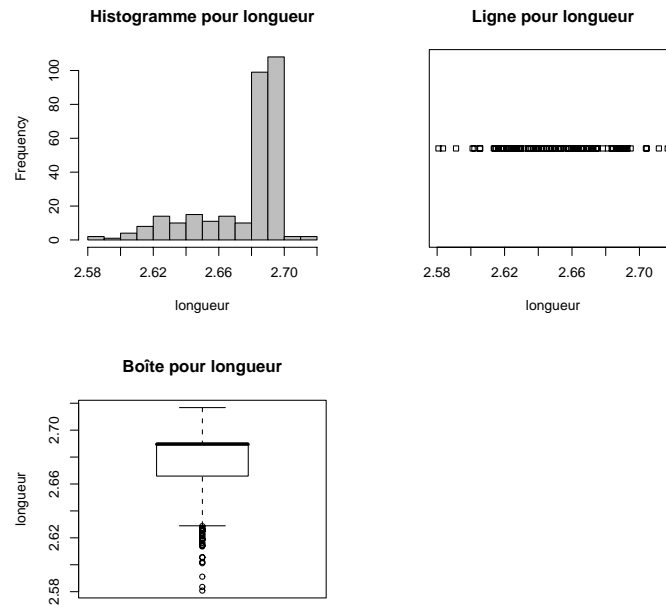 Histogramme pour longueur
Frequency
0 20 40 60 80 100
2.58 2.62 2.66 2.70
longueur
Ligne pour longueur
2.58 2.62 2.66 2.70
longueur
Boîte pour longueur
longueur
2.58 2.62 2.66 2.70